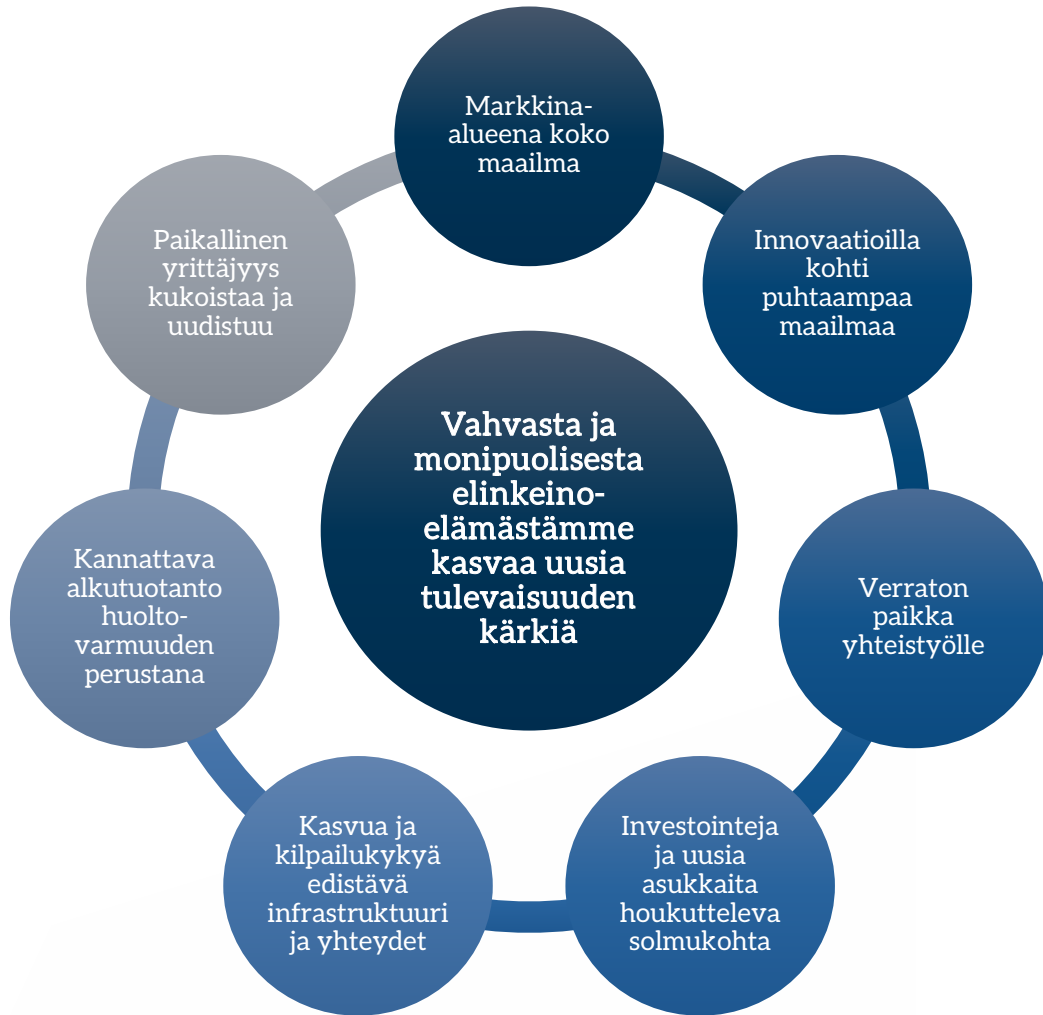 Markkina-
alueena koko
maailma
Innovaatioilla
kohti
puhtaampaa
maailmaa
Verraton
paikka
yhteistyölle
Investointeja
ja uusia
asukkaita
houkutteleva
solmukohta
Kasvua ja
kilpailukykyä
edistävä
infrastruktuuri
ja yhteydet
Kannattava
alkutuotanto
huolto-
varmuuden
perustana
Paikallinen
yrittäjyys
kukoistaa ja
uudistuu
Vahvasta ja
monipuolisesta
elinkeino-
elämästämme
kasvaa uusia
tulevaisuuden
kärkiä